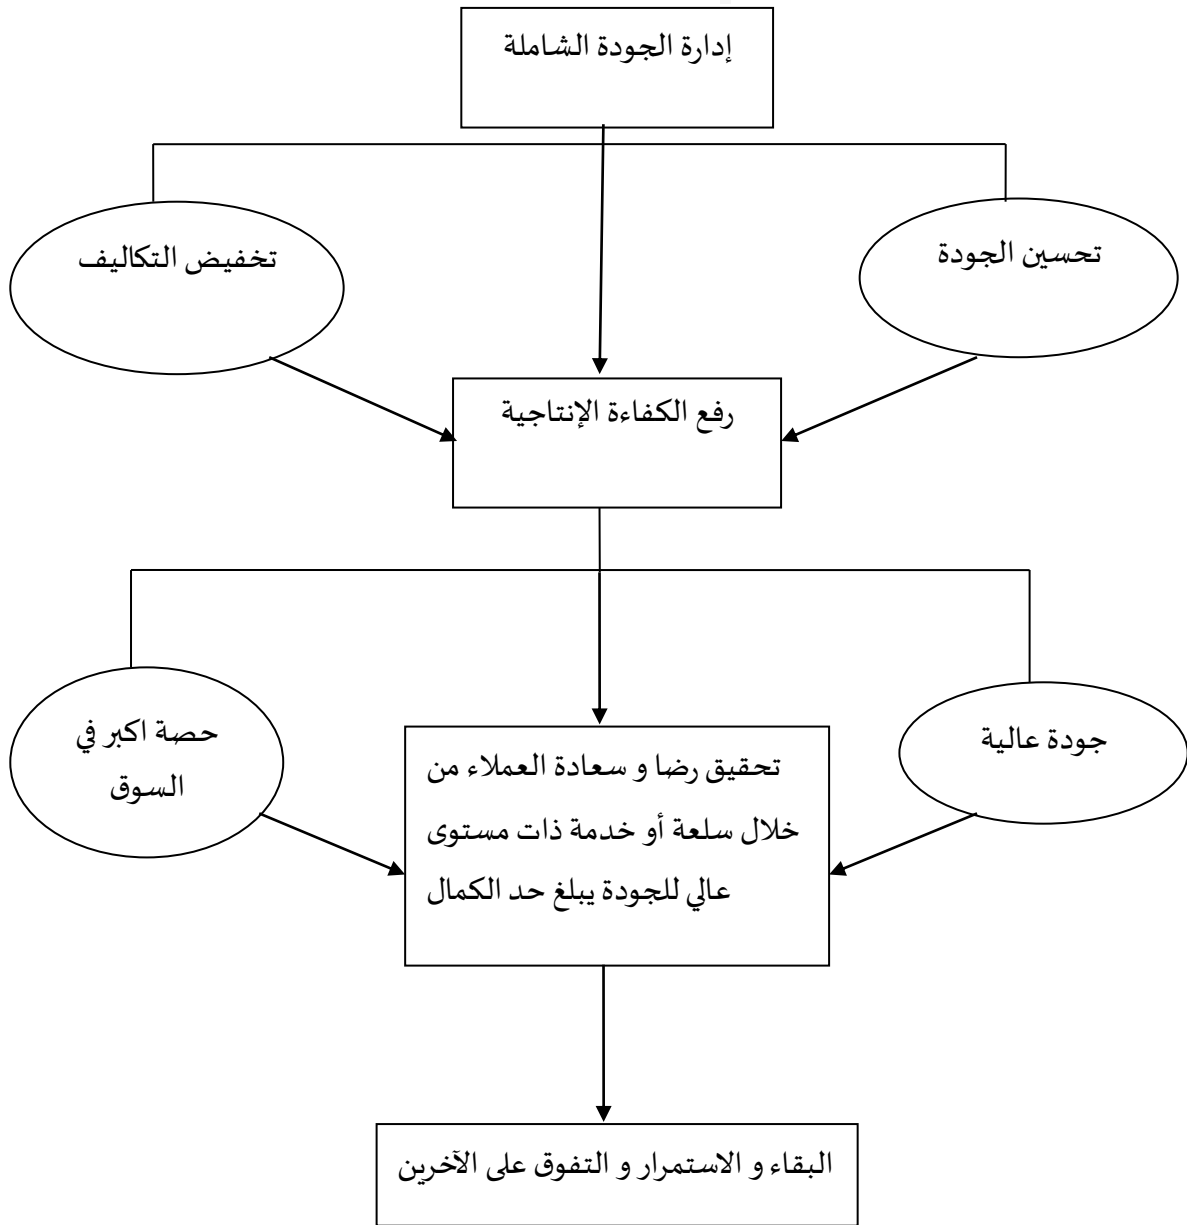 إدارة الجودة الشاملة
تحسين الجودة
تخفيض التكاليف
رفع الكفاءة الإنتاجية
جودة عالية
حصة اكبر في
السوق
تحقيق رضا و سعادة العملاء من
خلال سلعة أو خدمة ذات مستوى
عالي للجودة يبلغ حد الكمال
البقاء و الاستمرار و التفوق على الآخرين